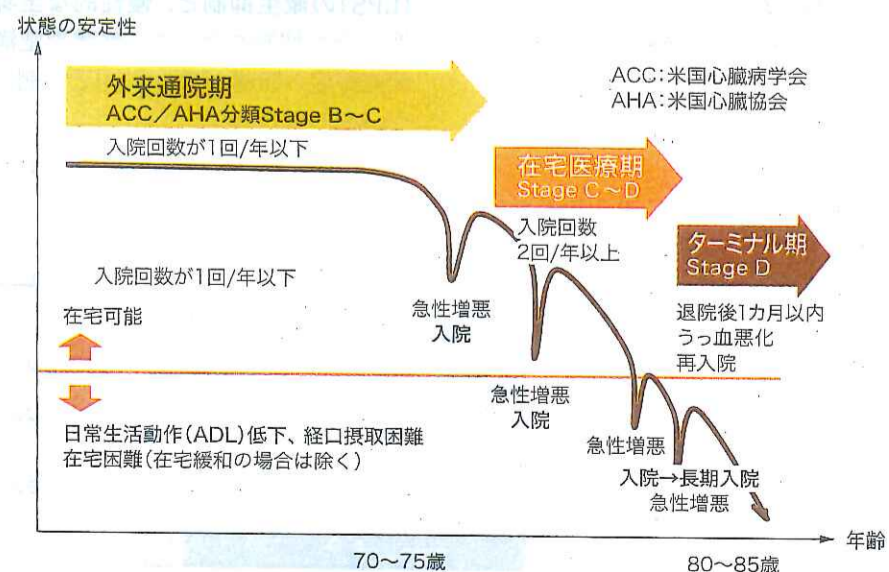 状態の安定性
外来通院期
ACC/AHA分類Stage B～C
ACC：米国心臓病学会
AHA：米国心臓協会
入院回数が1回/年以下
在宅医療期
Stage C～D
入院回数
2回/年以上
ターミナル期
Stage D
入院回数が1回/年以下
急性増悪
入院
退院後1カ月以内
うっ血悪化
再入院
在宅可能
急性増悪
入院
日常生活動作(ADL)低下、経口摂取困難
在宅困難(在宅緩和の場合は除く)
急性増悪
入院→長期入院
急性増悪
年齢
70～75歳
80～85歳